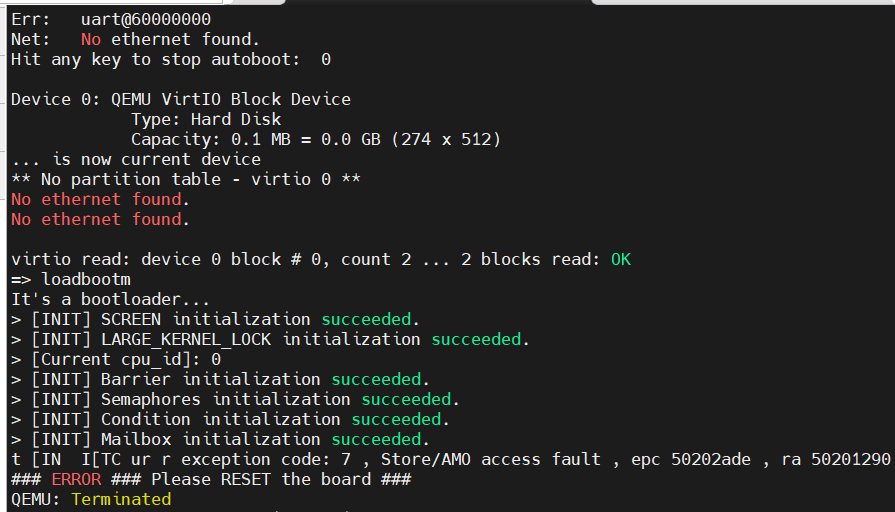 Err:   uart@60000000
Net:   No ethernet found.
Hit any key to stop autoboot:  0
Device 0: QEMU VirtIO Block Device
            Type: Hard Disk
            Capacity: 0.1 MB = 0.0 GB (274 x 512)
... is now current device
** No partition table - virtio 0 **
No ethernet found.
No ethernet found.
virtio read: device 0 block # 0, count 2 ... 2 blocks read: OK
=> loadbootm
It's a bootloader...
> [INIT] SCREEN initialization succeeded.
> [INIT] LARGE_KERNEL_LOCK initialization succeeded.
> [Current cpu_id]: 0
> [INIT] Barrier initialization succeeded.
> [INIT] Semaphores initialization succeeded.
> [INIT] Condition initialization succeeded.
> [INIT] Mailbox initialization succeeded.
t [IN  I[TC ur r exception code: 7 , Store/AMO access fault , epc 50202ade , ra 50201290
### ERROR ### Please RESET the board ###
QEMU: Terminated